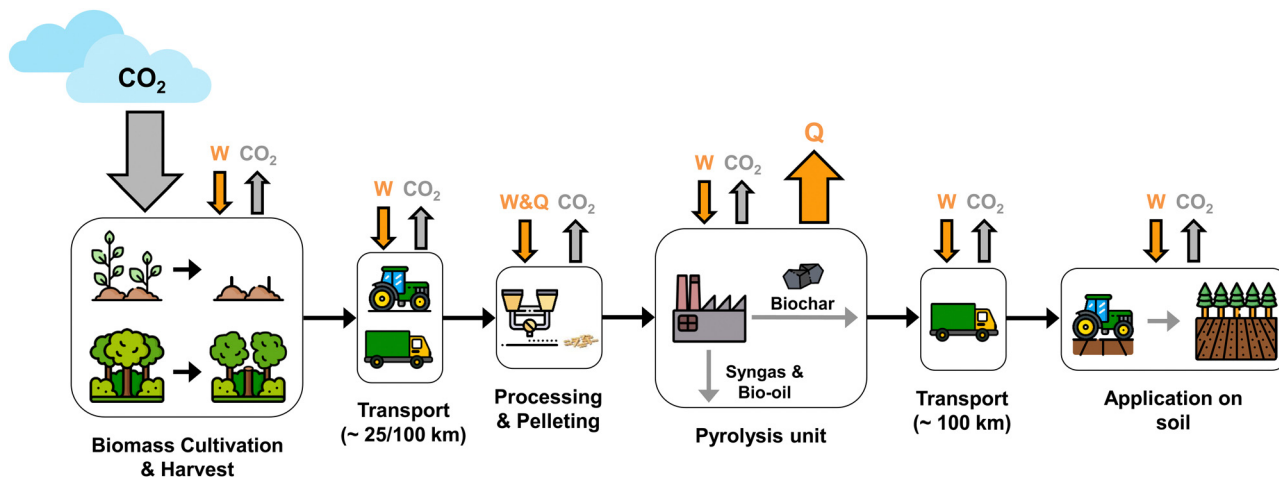 CO₂
W CO₂
Biomass Cultivation
& Harvest
W CO₂
Transport
(~ 25/100 km)
W&Q CO₂
Processing
& Pelleting
W CO₂
Q
Biochar
Syngas &
Bio-oil
Pyrolysis unit
W CO₂
Transport
(~ 100 km)
W CO₂
Application on
soil